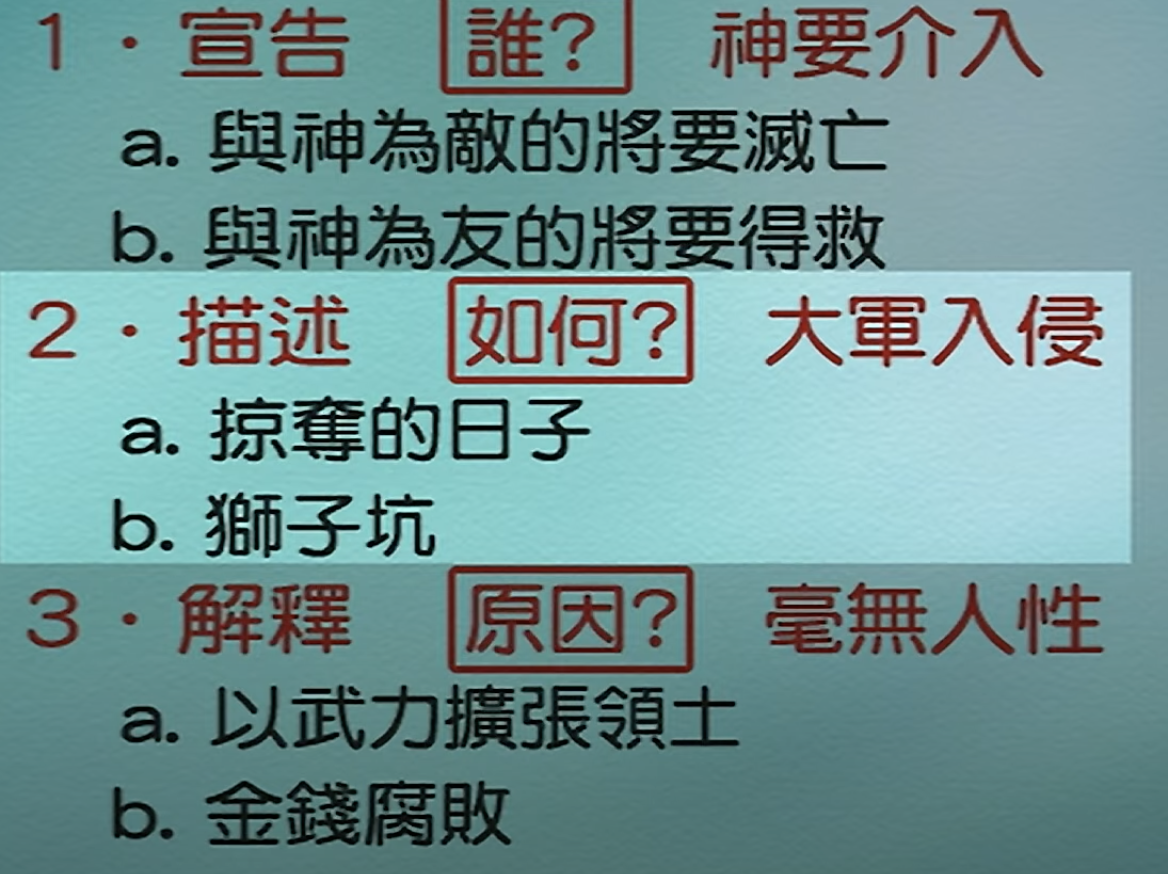 1・宣告 誰? 神要介入
a. 與神為敵的將要滅亡
b. 與神為友的將要得救
2・描述 如何? 大軍入侵
a. 掠奪的日子
b. 獅子坑
3・解釋 原因? 毫無人性
a. 以武力擴張領土
b. 金錢腐敗